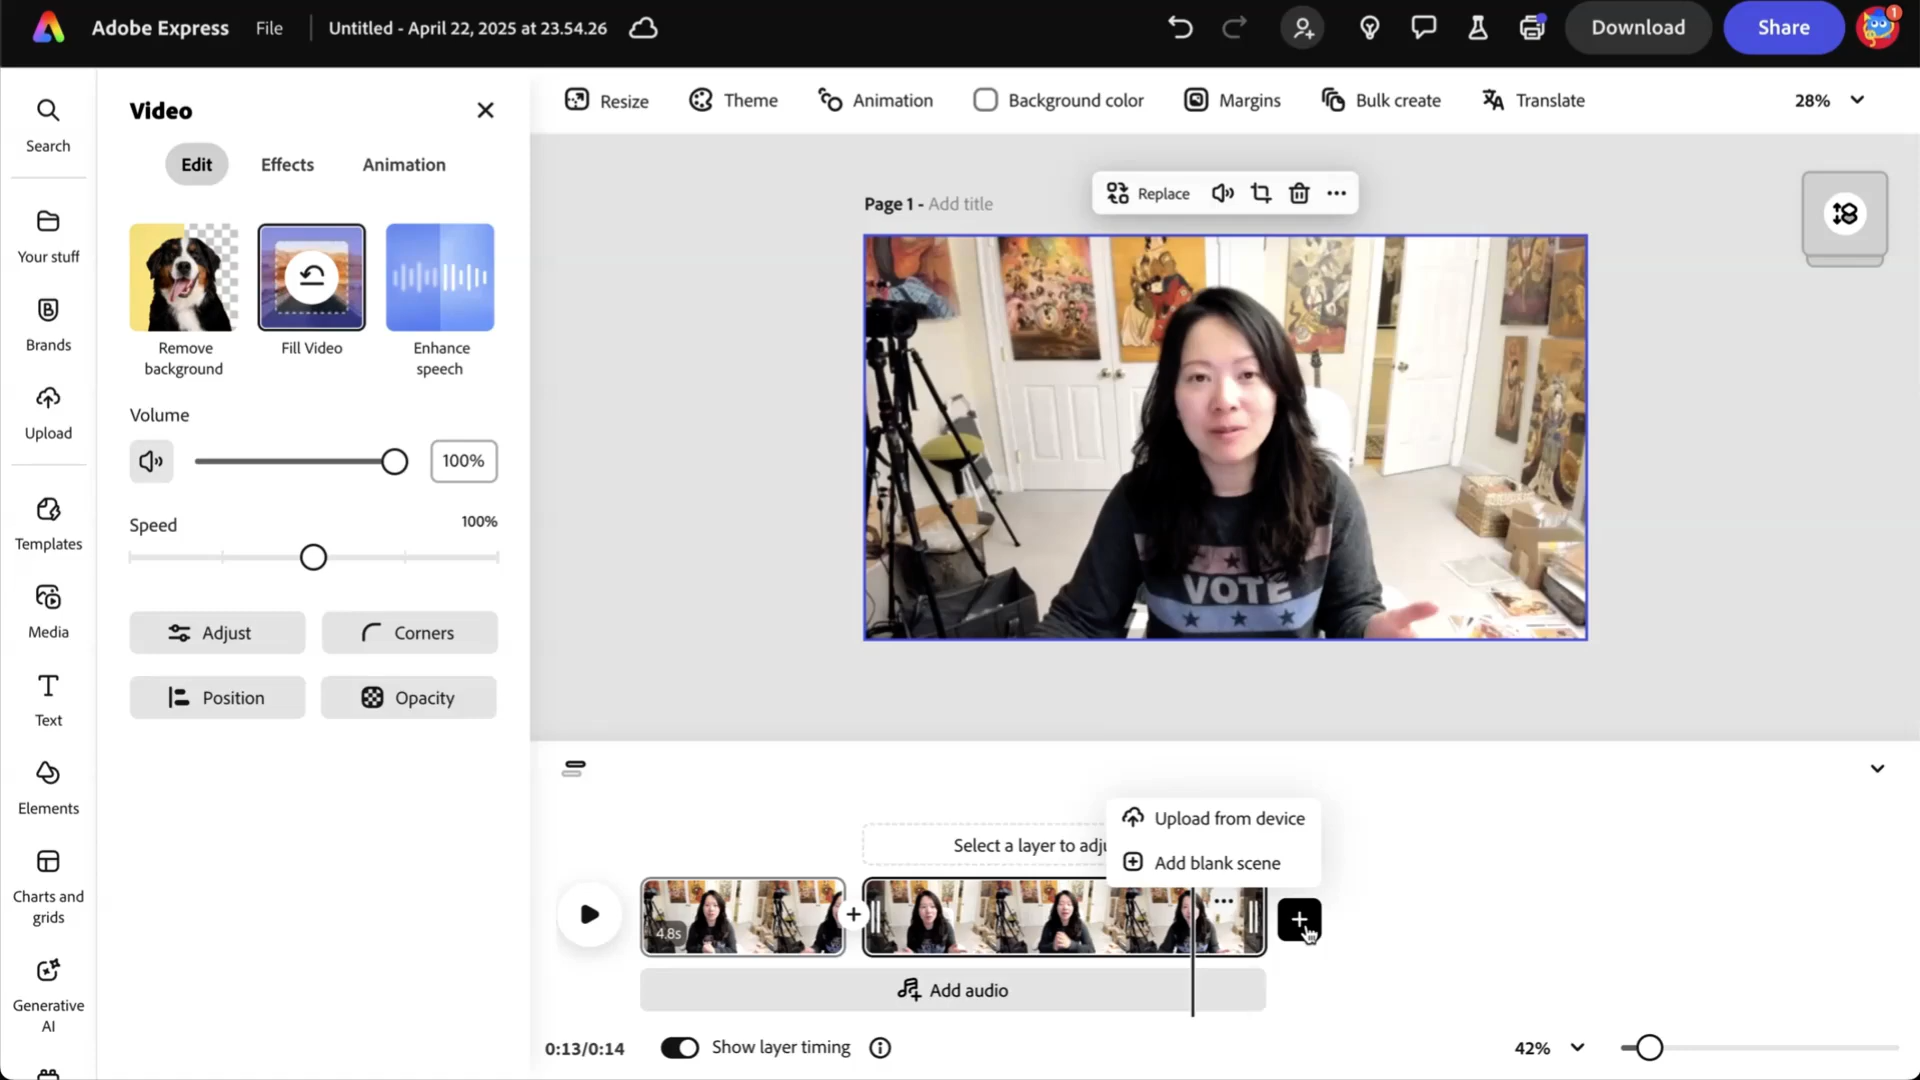 Adobe Express File Untitled - April 22, 2025 at 23.54.26 Download Share 1
Resize Theme Animation Background color Margins Bulk create Translate 28%
Search
Your stuff
Brands
Upload
Templates
Media
Text
Elements
Charts and
grids
Generative
AI
Video
Edit Effects Animation
Remove
background
Fill Video
Enhance
speech
Volume
100%
Speed 100%
Adjust Corners
Position Opacity
Page 1 - Add title
Replace
VOTE
Upload from device
Add blank scene
Select a layer to adju
4.8s
Add audio
0:13/0:14 Show layer timing 42%